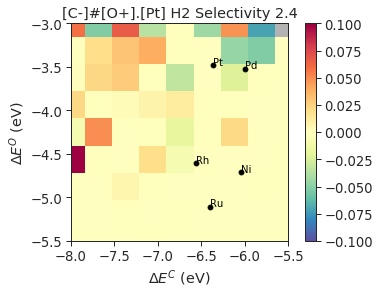 [C-]#[O+].[Pt] H2 Selectivity 2.4
−3.0
−3.5
−4.0
−4.5
−5.0
−5.5
ΔE^O (eV)
Pt
Pd
Rh
Ni
Ru
−8.0 −7.5 −7.0 −6.5 −6.0 −5.5
ΔE^C (eV)
0.100
0.075
0.050
0.025
0.000
−0.025
−0.050
−0.075
−0.100